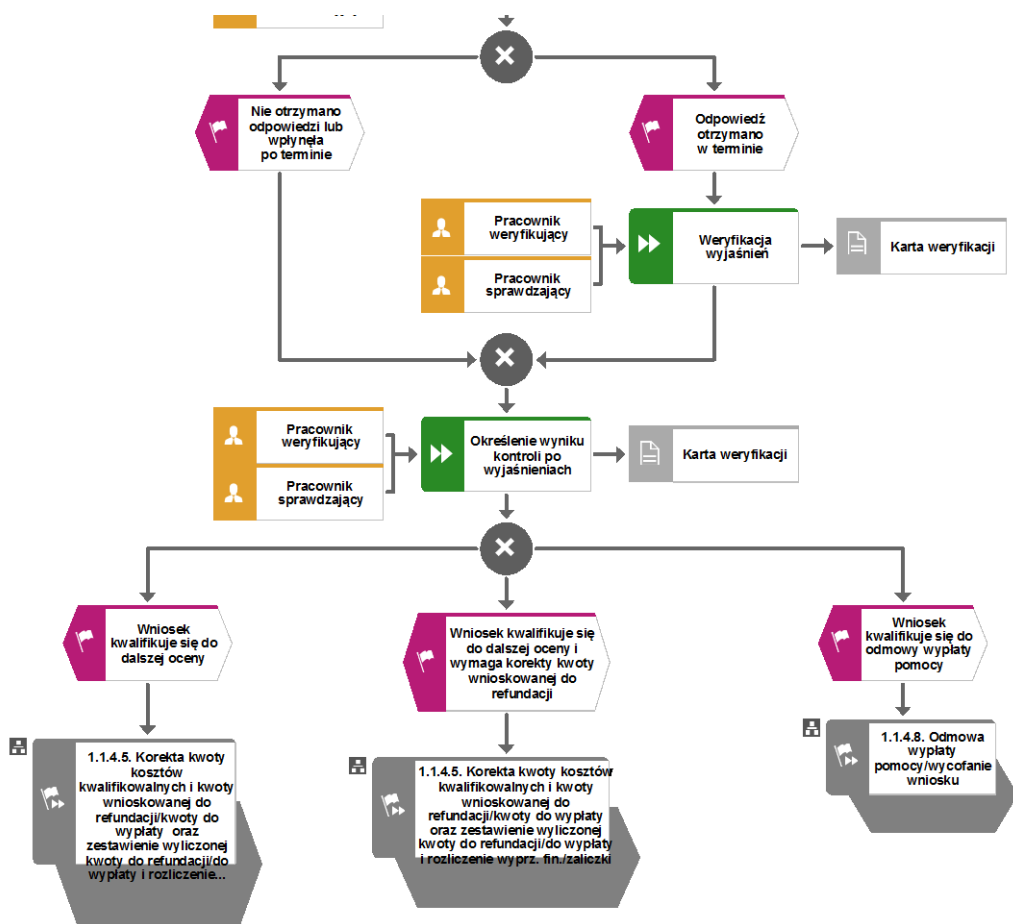 Nie otrzymano
odpowiedzi lub
wpłynęła
po terminie
Odpowiedź
otrzymano
w terminie
Pracownik
weryfikujący
Pracownik
sprawdzający
Weryfikacja
wyjaśnień
Karta weryfikacji
Pracownik
weryfikujący
Pracownik
sprawdzający
Określenie wyniku
kontroli po
wyjaśnieniach
Karta weryfikacji
Wniosek
kwalifikuje się do
dalszej oceny
Wniosek kwalifikuje się
do dalszej oceny i
wymaga korekty kwoty
wnioskowanej do
refundacji
Wniosek
kwalifikuje się do
odmowy wypłaty
pomocy
1.1.4.5. Korekta kwoty
kosztów
kwalifikowalnych i kwoty
wnioskowanej do
refundacji/kwoty do
wypłaty oraz
zestawienie wyliczonej
kwoty do refundacji/do
wypłaty i rozliczenie...
1.1.4.5. Korekta kwoty kosztów
kwalifikowalnych i kwoty
wnioskowanej do
refundacji/kwoty do wypłaty
oraz zestawienie wyliczonej
kwoty do refundacji/do wypłaty
i rozliczenie wyprz. fin./zaliczki
1.1.4.8. Odmowa
wypłaty
pomocy/wycofanie
wniosku